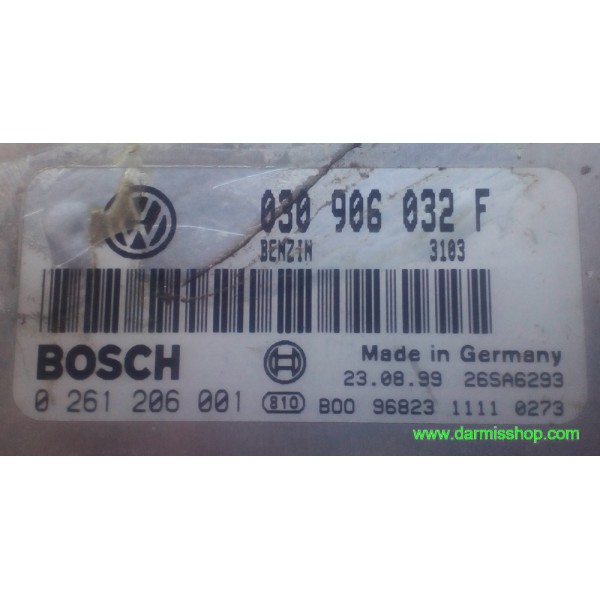 030 906 032 F
BENZIN 3103
BOSCH Made in Germany
23.08.99 26SA6293
0 261 206 001 810 B00 96823 1111 0273
www.darmisshop.com